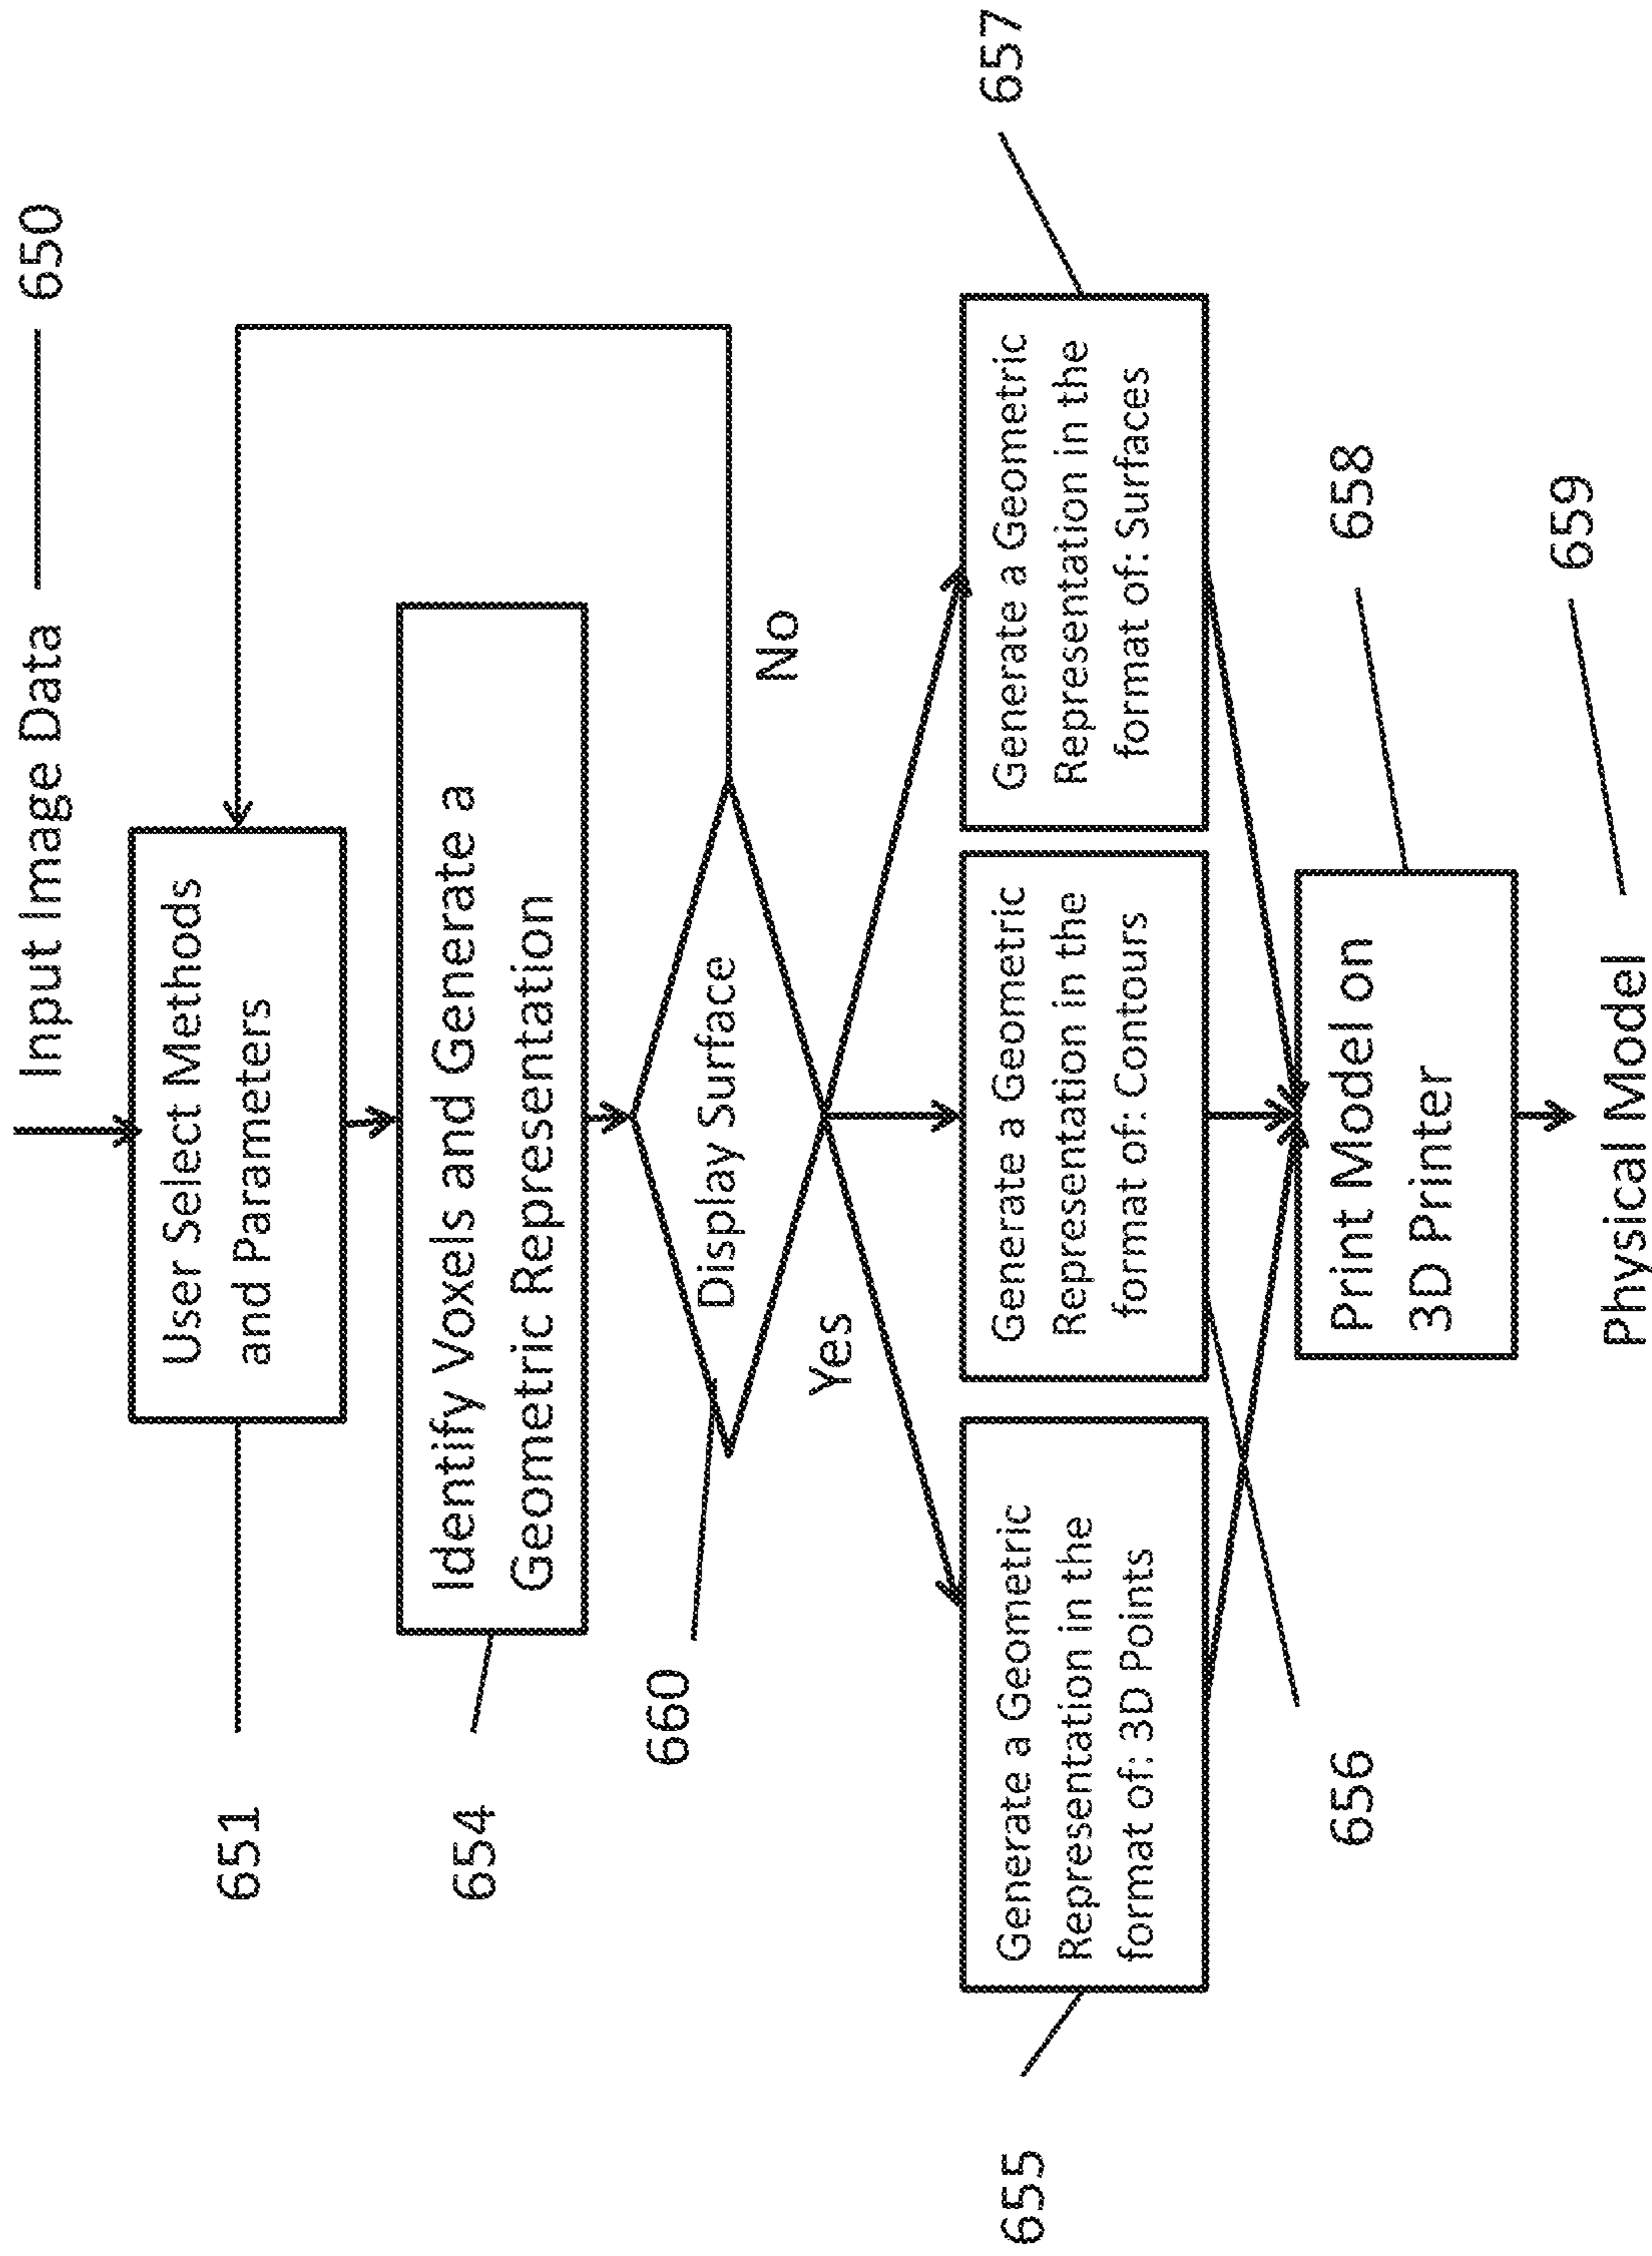 Input Image Data
650
User Select Methods
and Parameters
651
Identify Voxels and Generate a
Geometric Representation
654
Display Surface
660
No
Yes
Generate a Geometric
Representation in the
format of: 3D Points
655
Generate a Geometric
Representation in the
format of: Contours
656
Generate a Geometric
Representation in the
format of: Surfaces
657
Print Model on
3D Printer
658
Physical Model
659